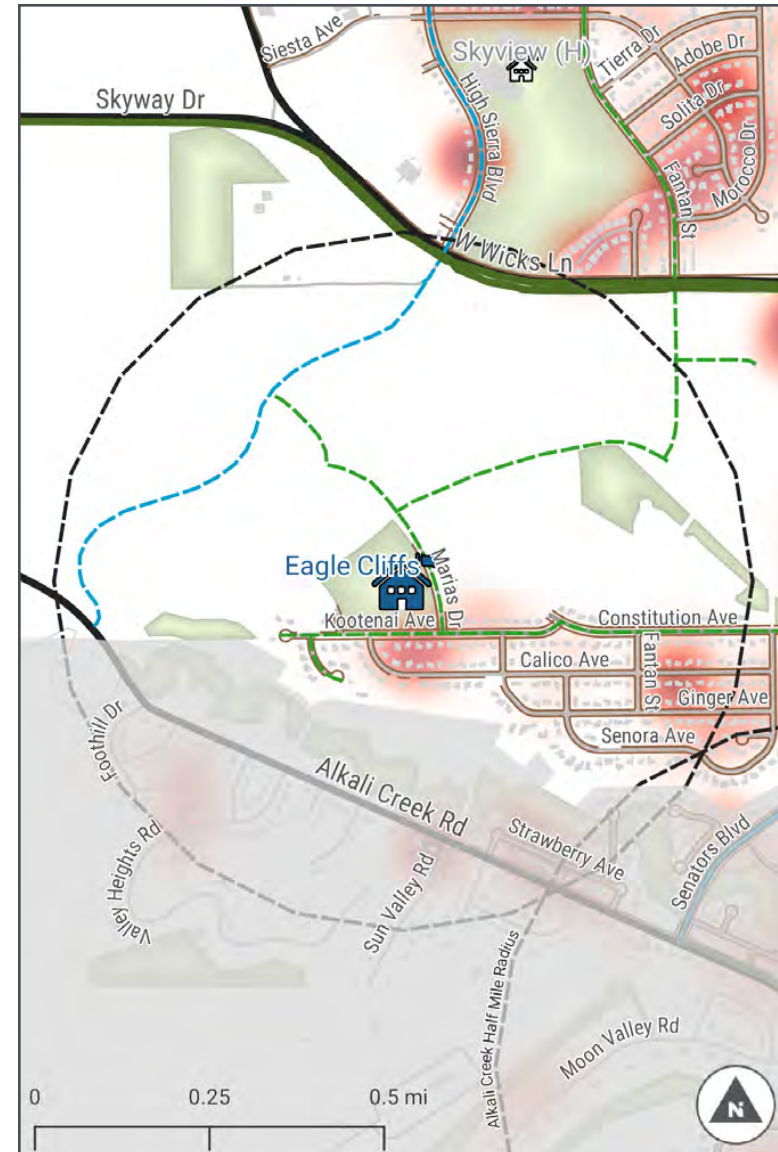 Siesta Ave
Skyview (H)
Tierra Dr
Adobe Dr
Solita Dr
Skyway Dr
High Sierra Blvd
Morocco Dr
Fantan St
W Wicks Ln
Eagle Cliffs
Marias Dr
Kootenai Ave
Constitution Ave
Calico Ave
Fantan St
Ginger Ave
Senora Ave
Foothill Dr
Alkali Creek Rd
Strawberry Ave
Senators Blvd
Valley Heights Rd
Sun Valley Rd
Alkali Creek Half Mile Radius
Moon Valley Rd
0 0.25 0.5 mi
N